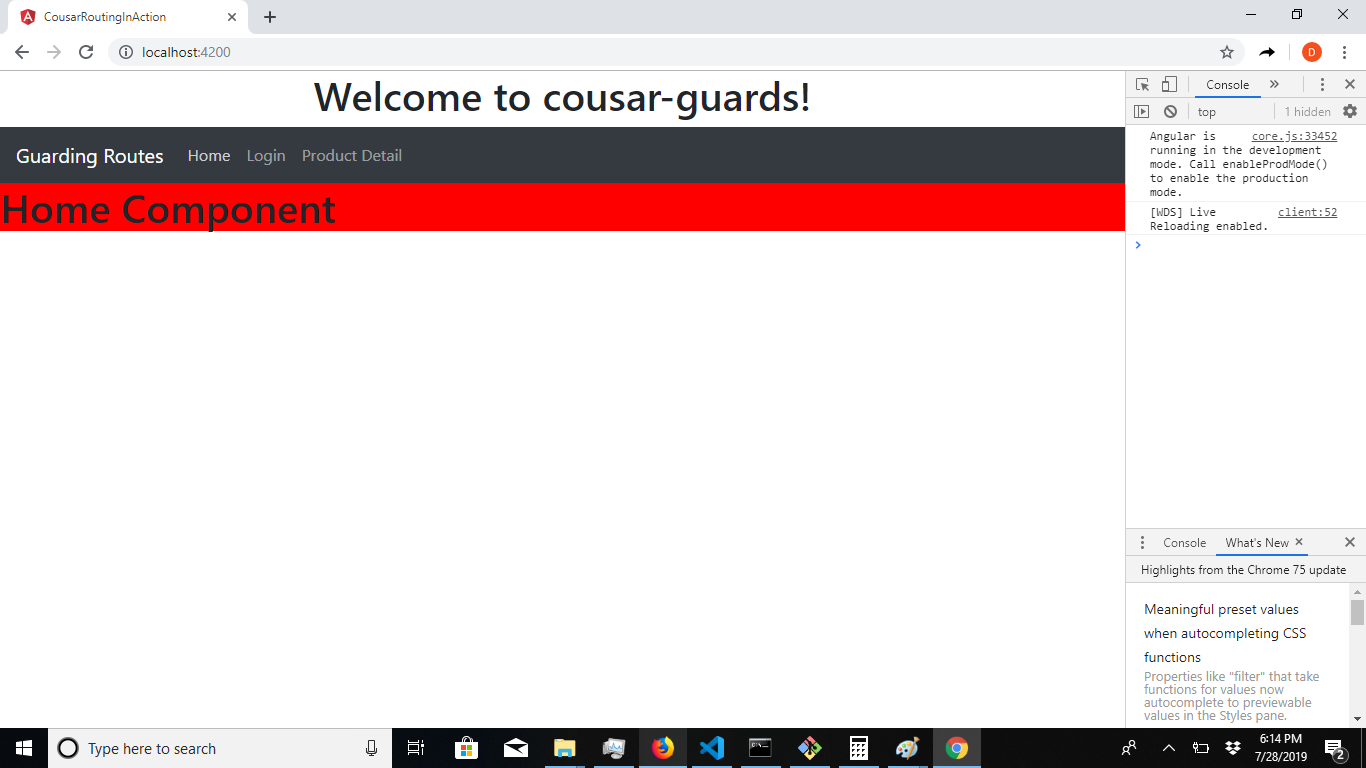 CousarRoutingInAction
localhost:4200
D
Welcome to cousar-guards!
Guarding Routes Home Login Product Detail
Home Component
Console
top
1 hidden
Angular is core.js:33452
running in the development
mode. Call enableProdMode()
to enable the production
mode.
[WDS] Live client:52
Reloading enabled.
Console What's New
Highlights from the Chrome 75 update
Meaningful preset values
when autocompleting CSS
functions
Properties like "filter" that take
functions for values now
autocomplete to previewable
values in the Styles pane.
Type here to search
6:14 PM
7/28/2019
2